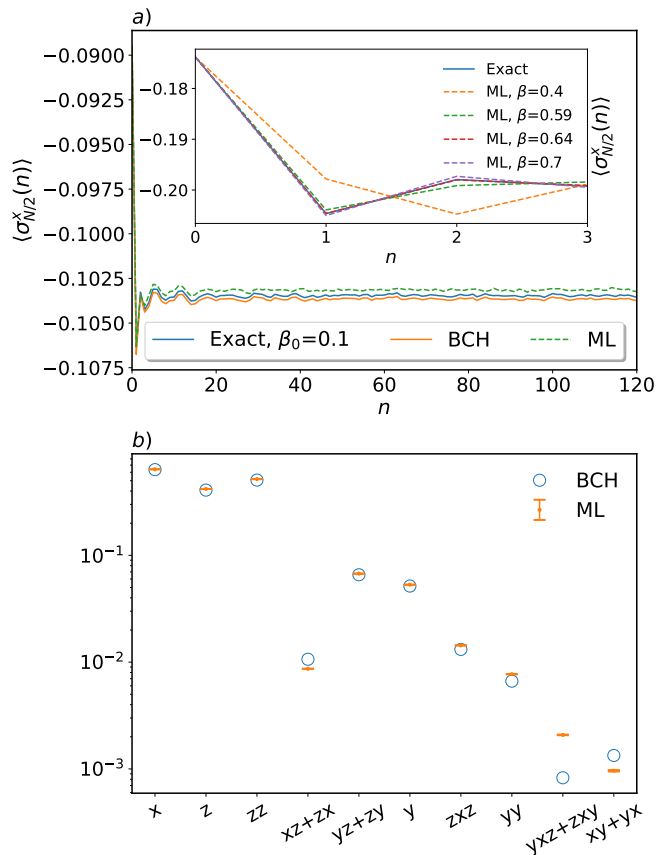 a)
−0.0900
−0.0925
−0.0950
−0.0975
−0.1000
−0.1025
−0.1050
−0.1075
⟨σ^x_{N/2}(n)⟩
0 20 40 60 80 100 120
n
Exact, β₀=0.1 BCH ML
−0.18
−0.19
−0.20
⟨σ^x_{N/2}(n)⟩
0 1 2 3
n
Exact
ML, β=0.4
ML, β=0.59
ML, β=0.64
ML, β=0.7
b)
BCH
ML
10⁻¹
10⁻²
10⁻³
x z zz xz+zx yz+zy y zxz yy yxz+zxy xy+yx